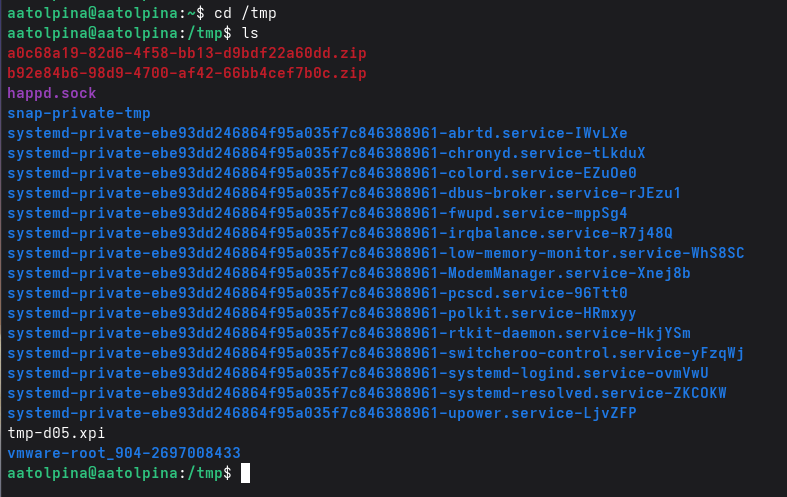 aatolpina@aatolpina:~$ cd /tmp
aatolpina@aatolpina:/tmp$ ls
a0c68a19-82d6-4f58-bb13-d9bdf22a60dd.zip
b92e84b6-98d9-4700-af42-66bb4cef7b0c.zip
happd.sock
snap-private-tmp
systemd-private-ebe93dd246864f95a035f7c846388961-abrtd.service-IWvLXe
systemd-private-ebe93dd246864f95a035f7c846388961-chronyd.service-tLkduX
systemd-private-ebe93dd246864f95a035f7c846388961-colord.service-EZuOe0
systemd-private-ebe93dd246864f95a035f7c846388961-dbus-broker.service-rJEzu1
systemd-private-ebe93dd246864f95a035f7c846388961-fwupd.service-mppSg4
systemd-private-ebe93dd246864f95a035f7c846388961-irqbalance.service-R7j48Q
systemd-private-ebe93dd246864f95a035f7c846388961-low-memory-monitor.service-WhS8SC
systemd-private-ebe93dd246864f95a035f7c846388961-ModemManager.service-Xnej8b
systemd-private-ebe93dd246864f95a035f7c846388961-pcscd.service-96Ttt0
systemd-private-ebe93dd246864f95a035f7c846388961-polkit.service-HRmxyy
systemd-private-ebe93dd246864f95a035f7c846388961-rtkit-daemon.service-HkjYSm
systemd-private-ebe93dd246864f95a035f7c846388961-switcheroo-control.service-yFzqWj
systemd-private-ebe93dd246864f95a035f7c846388961-systemd-logind.service-ovmVwU
systemd-private-ebe93dd246864f95a035f7c846388961-systemd-resolved.service-ZKCOKW
systemd-private-ebe93dd246864f95a035f7c846388961-upower.service-LjvZFP
tmp-d05.xpi
vmware-root_904-2697008433
aatolpina@aatolpina:/tmp$